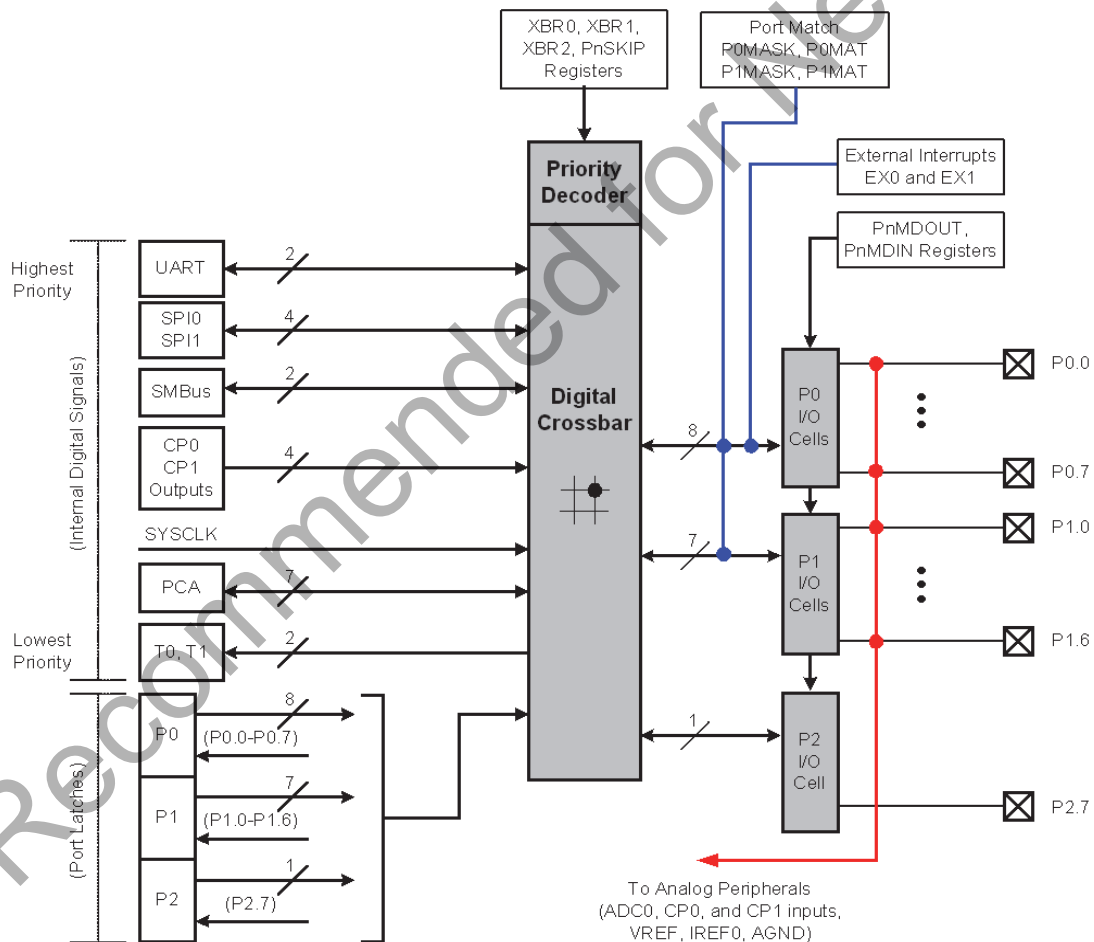 XBR0, XBR1,
XBR2, PnSKIP
Registers
Port Match
P0MASK, P0MAT
P1MASK, P1MAT
External Interrupts
EX0 and EX1
PnMDOUT,
PnMDIN Registers
Priority
Decoder
Digital
Crossbar
Highest
Priority
(Internal Digital Signals)
Lowest
Priority
(Port Latches)
UART
2
SPI0
SPI1
4
SMBus
2
CP0
CP1
Outputs
4
SYSCLK
PCA
7
T0, T1
2
P0
8
(P0.0-P0.7)
P1
7
(P1.0-P1.6)
P2
1
(P2.7)
8
7
1
P0
I/O
Cells
P1
I/O
Cells
P2
I/O
Cell
P0.0
P0.7
P1.0
P1.6
P2.7
To Analog Peripherals
(ADC0, CP0, and CP1 inputs,
VREF, IREF0, AGND)
Recommended for Ne